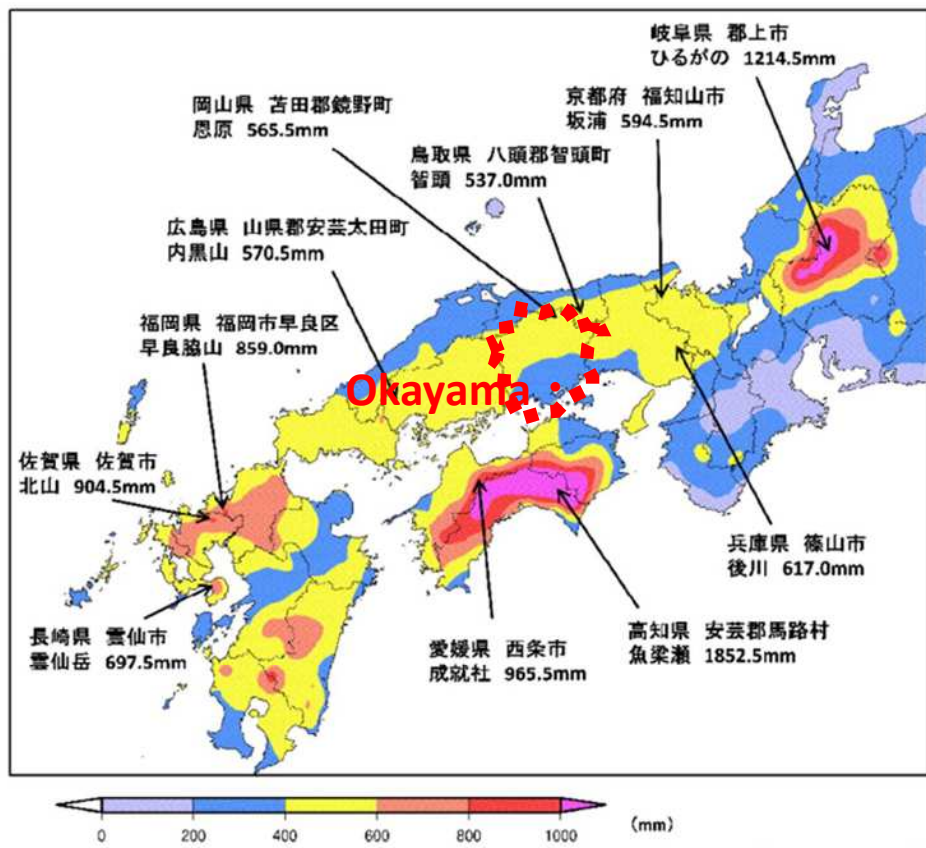 岐阜県 郡上市
ひるがの 1214.5mm
岡山県 苫田郡鏡野町
恩原 565.5mm
京都府 福知山市
坂浦 594.5mm
鳥取県 八頭郡智頭町
智頭 537.0mm
広島県 山県郡安芸太田町
内黒山 570.5mm
福岡県 福岡市早良区
早良脇山 859.0mm
Okayama
佐賀県 佐賀市
北山 904.5mm
兵庫県 篠山市
後川 617.0mm
長崎県 雲仙市
雲仙岳 697.5mm
愛媛県 西条市
成就社 965.5mm
高知県 安芸郡馬路村
魚梁瀬 1852.5mm
0 200 400 600 800 1000 (mm)